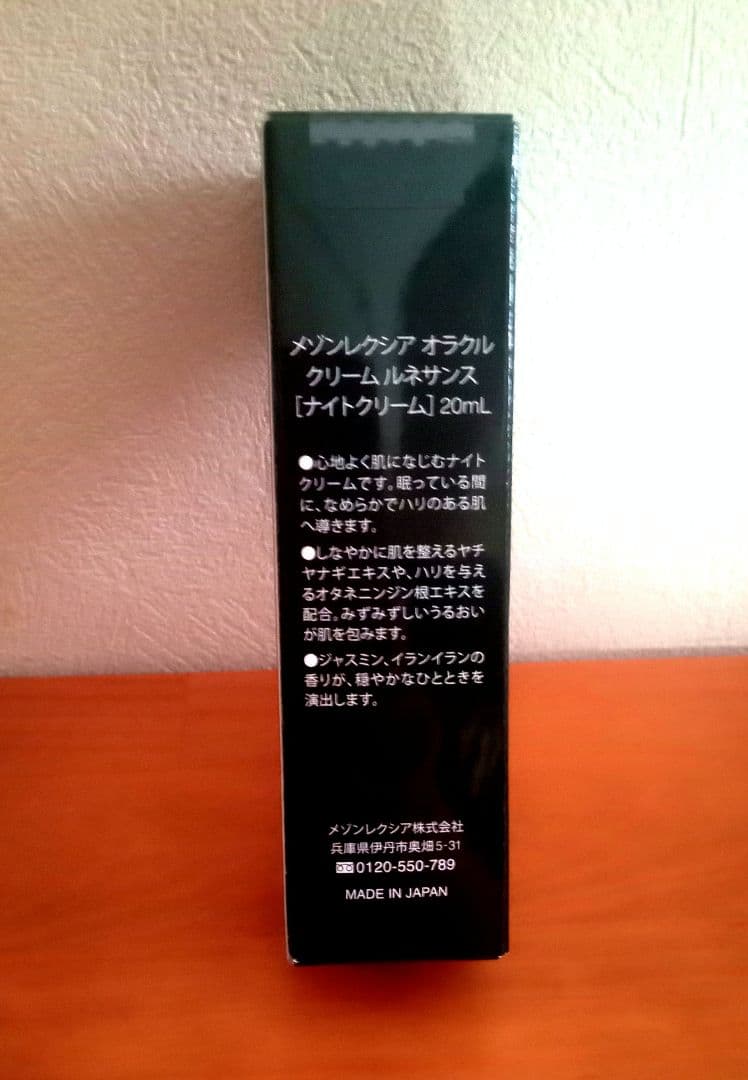 メゾンレクシア オラクル
クリーム ルネサンス
[ナイトクリーム] 20mL
●心地よく肌になじむナイト
クリームです。眠っている間
に、なめらかでハリのある肌
へ導きます。
●しなやかに肌を整えるヤチ
ヤナギエキスや、ハリを与え
るオタネニンジン根エキスを
配合。みずみずしいうるおい
が肌を包みます。
●ジャスミン、イランイランの
香りが、穏やかなひとときを
演出します。
メゾンレクシア株式会社
兵庫県伊丹市奥畑5-31
0120-550-789
MADE IN JAPAN